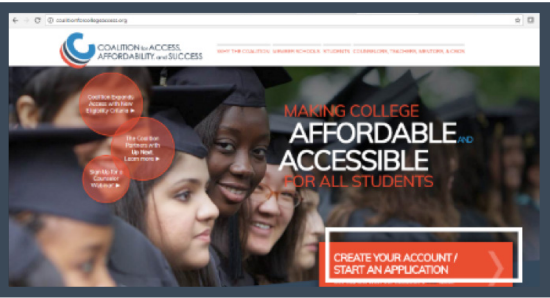 coalitionforcollegeaccess.org
COALITION for ACCESS,
AFFORDABILITY, and SUCCESS
WHY THE COALITION MEMBER SCHOOLS STUDENTS COUNSELORS, TEACHERS, MENTORS, & CBOS
Coalition Expands
Access with New
Eligibility Criteria ►
The Coalition
Partners with
Up Next
Learn more ►
Sign Up for a
Counselor
Webinar ►
MAKING COLLEGE
AFFORDABLE AND
ACCESSIBLE
FOR ALL STUDENTS
CREATE YOUR ACCOUNT /
START AN APPLICATION